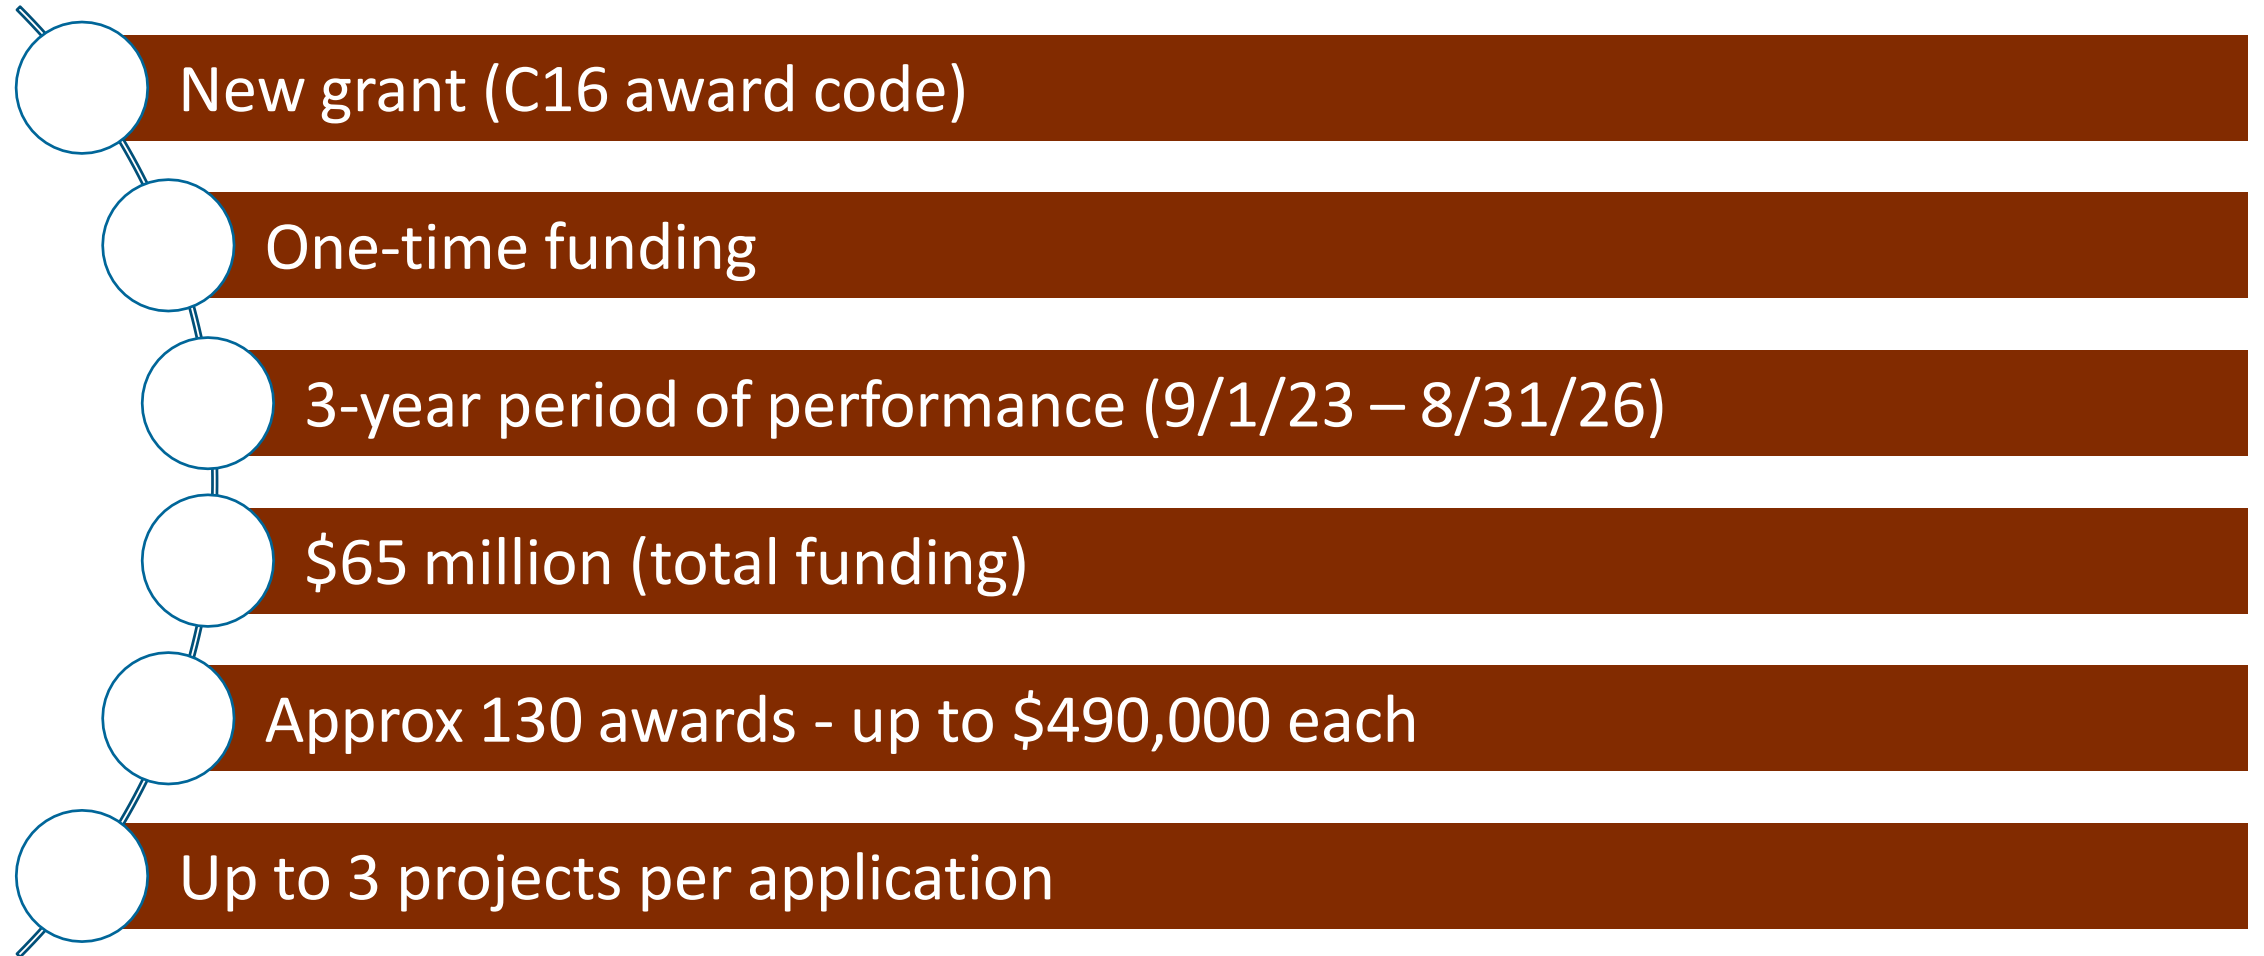 New grant (C16 award code)
One-time funding
3-year period of performance (9/1/23 – 8/31/26)
$65 million (total funding)
Approx 130 awards - up to $490,000 each
Up to 3 projects per application